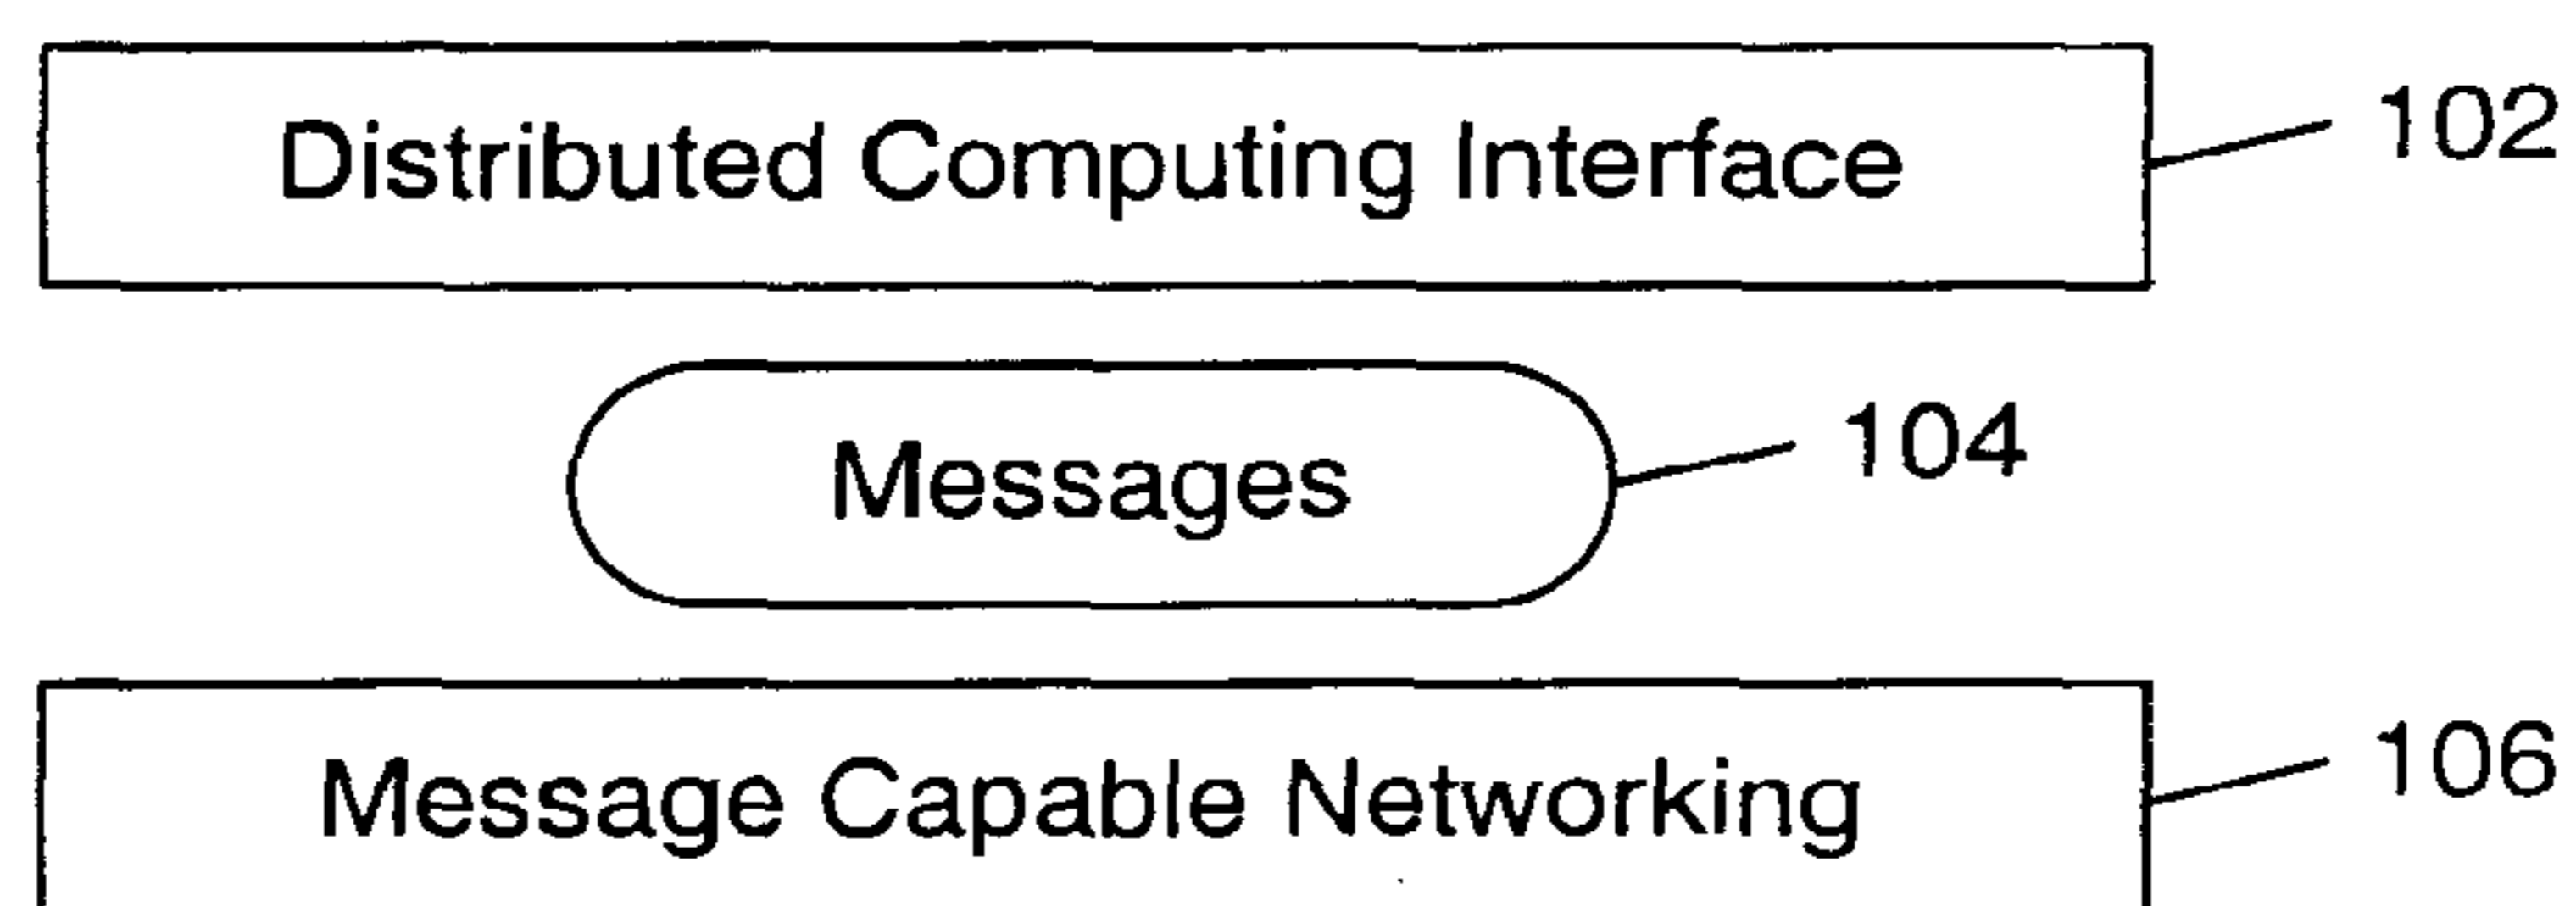 Distributed Computing Interface 102
Messages 104
Message Capable Networking 106